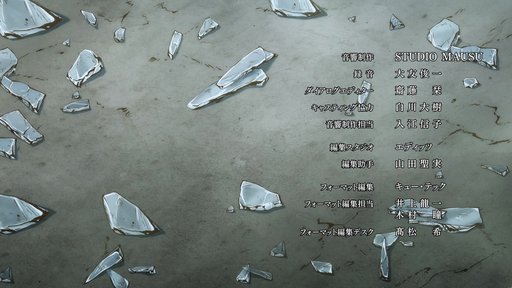 音響制作 STUDIO MAUSU
録音 大友俊一
ダイアログエディター 齋藤 栞
キャスティング協力 白川大樹
音響制作担当 入江信子
編集スタジオ エディッツ
編集助手 山田聖実
フォーマット編集 キュー・テック
フォーマット編集担当 井上龍一
木村 瞳
フォーマット編集デスク 髙松 希